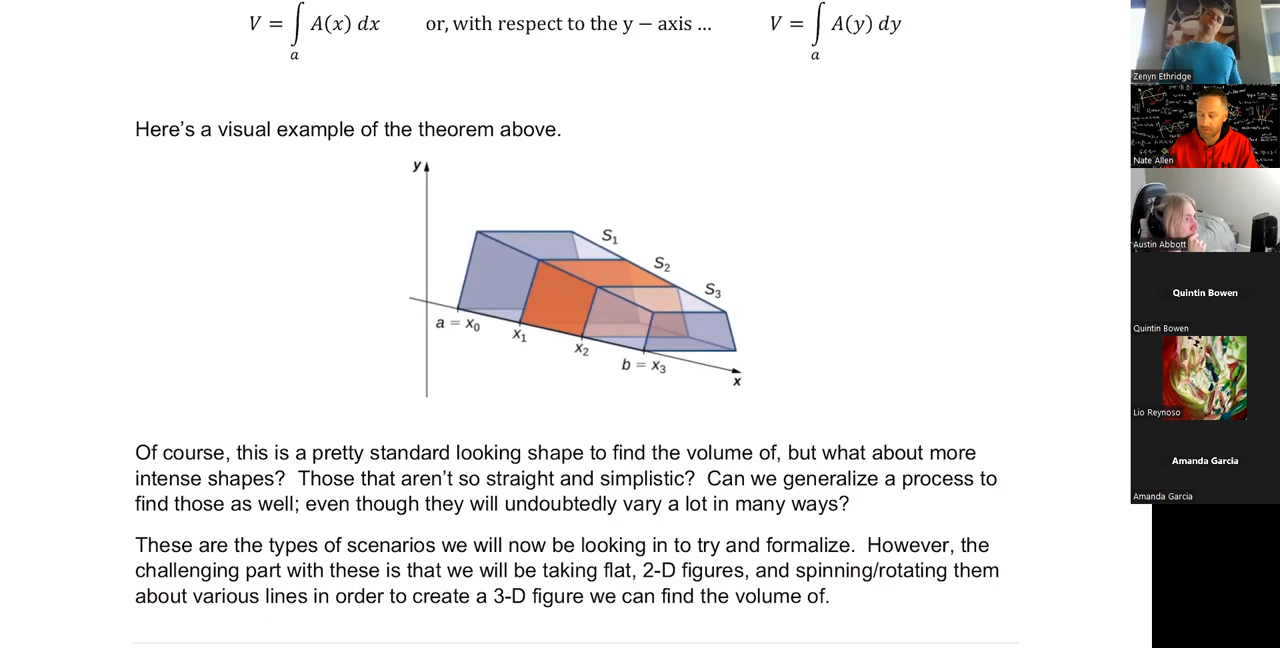 V = ∫ A(x) dx or, with respect to the y – axis ... V = ∫ A(y) dy
a a
Here's a visual example of the theorem above.
y
S1
S2
S3
a = x0
x1
x2
b = x3
x
Of course, this is a pretty standard looking shape to find the volume of, but what about more
intense shapes? Those that aren't so straight and simplistic? Can we generalize a process to
find those as well; even though they will undoubtedly vary a lot in many ways?
These are the types of scenarios we will now be looking in to try and formalize. However, the
challenging part with these is that we will be taking flat, 2-D figures, and spinning/rotating them
about various lines in order to create a 3-D figure we can find the volume of.
Zenyn Ethridge
Nate Allen
Austin Abbott
Quintin Bowen
Quintin Bowen
Lio Reynoso
Amanda Garcia
Amanda Garcia